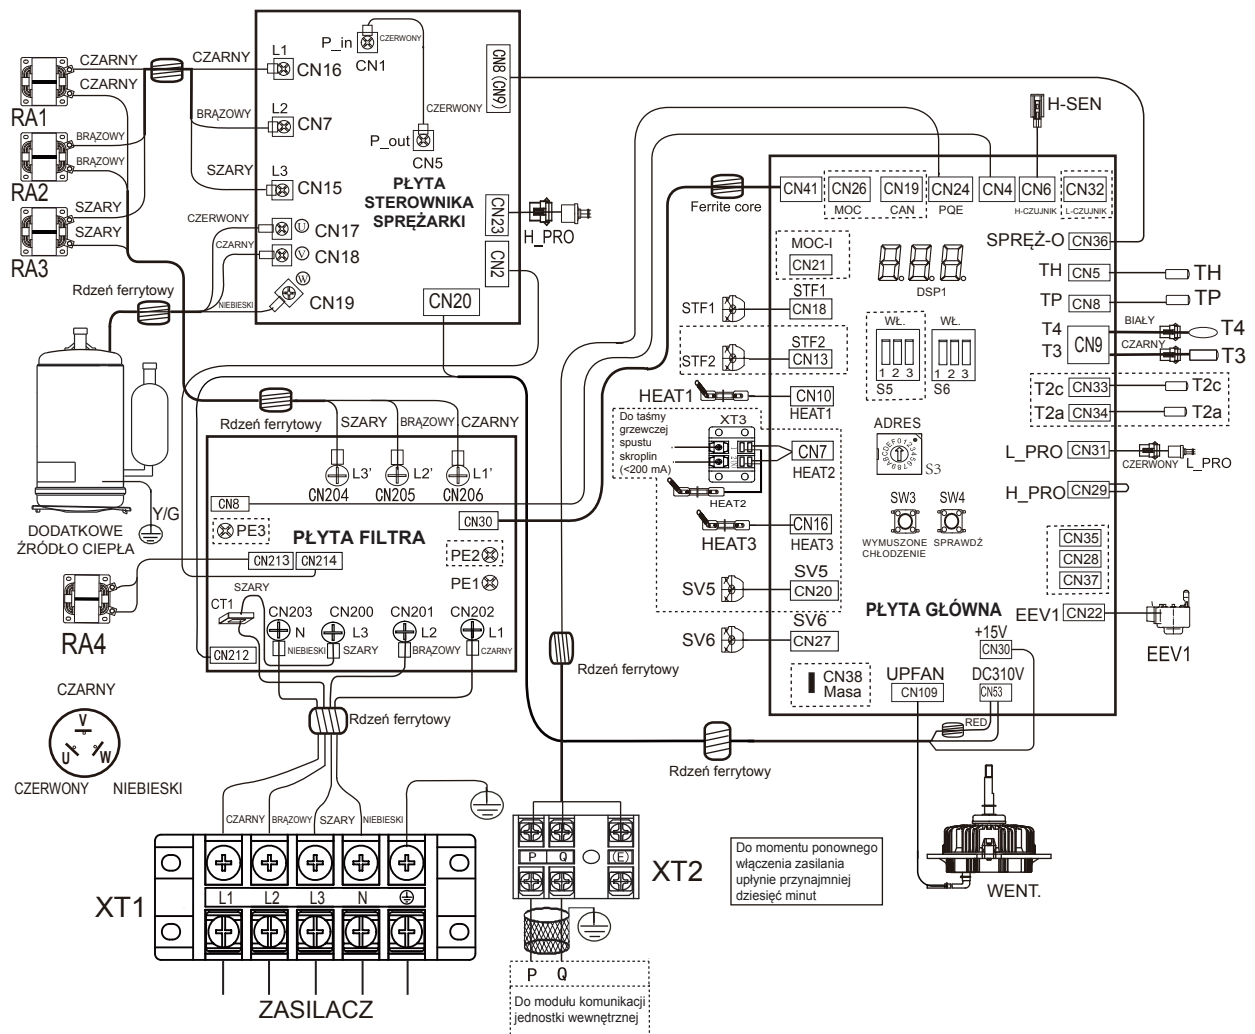 CZARNY
CZARNY
RA1
BRĄZOWY
BRĄZOWY
RA2
SZARY
SZARY
RA3
CZARNY
BRĄZOWY
SZARY
CZERWONY
CZARNY
NIEBIESKI
Rdzeń ferrytowy
P_in
CN1
CZERWONY
CZERWONY
P_out
CN5
L1
CN16
L2
CN7
L3
CN15
U
CN17
V
CN18
W
CN19
PŁYTA
STEROWNIKA
SPRĘŻARKI
CN8 (CN9)
CN23
CN2
CN20
H_PRO
DODATKOWE
ŹRÓDŁO CIEPŁA
Y/G
Rdzeń ferrytowy
SZARY
BRĄZOWY
CZARNY
L3'
L2'
L1'
CN204
CN205
CN206
CN8
CN30
PE3
PŁYTA FILTRA
PE2
PE1
CN213
CN214
SZARY
CT1
CN203
CN200
CN201
CN202
N
L3
L2
L1
NIEBIESKI
SZARY
BRĄZOWY
CZARNY
CN212
RA4
CZARNY
V
U
W
CZERWONY
NIEBIESKI
Rdzeń ferrytowy
CZARNY
BRĄZOWY
SZARY
NIEBIESKI
XT1
L1
L2
L3
N
ZASILACZ
Rdzeń ferrytowy
P
Q
(E)
XT2
P
Q
Do modułu komunikacji
jednostki wewnętrznej
Rdzeń ferrytowy
Do momentu ponownego
włączenia zasilania
upłynie przynajmniej
dziesięć minut
WENT.
Ferrite core
H-SEN
CN41
CN26
CN19
CN24
CN4
CN6
CN32
MOC
CAN
PQE
H-CZUJNIK
L-CZUJNIK
SPRĘŻ-O
CN36
MOC-I
CN21
DSP1
TH
CN5
TH
TP
CN8
TP
STF1
STF1
CN18
STF2
STF2
CN13
WŁ.
WŁ.
1 2 3
1 2 3
S5
S6
T4
T3
CN9
BIAŁY
T4
CZARNY
T3
T2c
CN33
T2c
T2a
CN34
T2a
HEAT1
CN10
HEAT1
Do taśmy
grzewczej
spustu
skroplin
(<200 mA)
XT3
CN7
HEAT2
HEAT2
HEAT3
CN16
HEAT3
ADRES
S3
L_PRO
CN31
CZERWONY
L_PRO
H_PRO
CN29
SW3
SW4
WYMUSZONE
CHŁODZENIE
SPRAWDŹ
CN35
CN28
CN37
SV5
SV5
CN20
SV6
SV6
CN27
PŁYTA GŁÓWNA
EEV1
CN22
EEV1
+15V
CN30
CN38
Masa
UPFAN
CN109
DC310V
CN53
RED